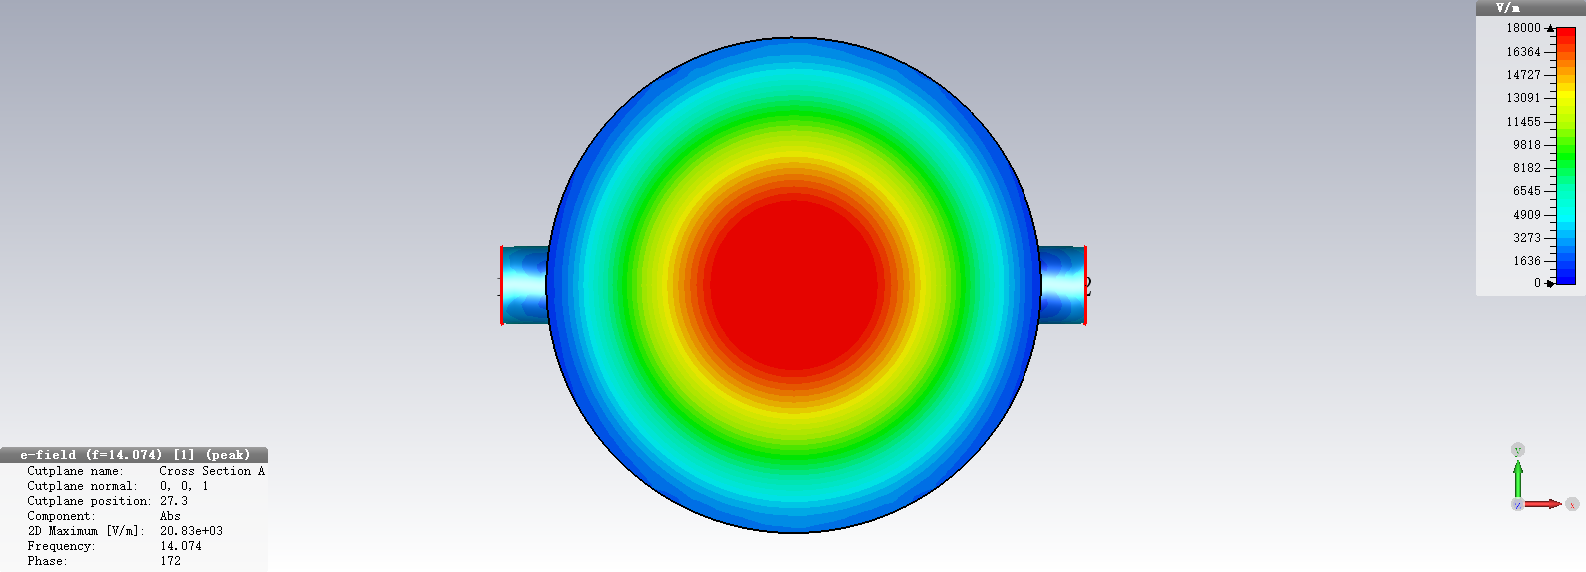 V/m
18000
16364
14727
13091
11455
9818
8182
6545
4909
3273
1636
0
2
e-field (f=14.074) [1] (peak)
Cutplane name: Cross Section A
Cutplane normal: 0, 0, 1
Cutplane position: 27.3
Component: Abs
2D Maximum [V/m]: 20.83e+03
Frequency: 14.074
Phase: 172
Y
Z
X